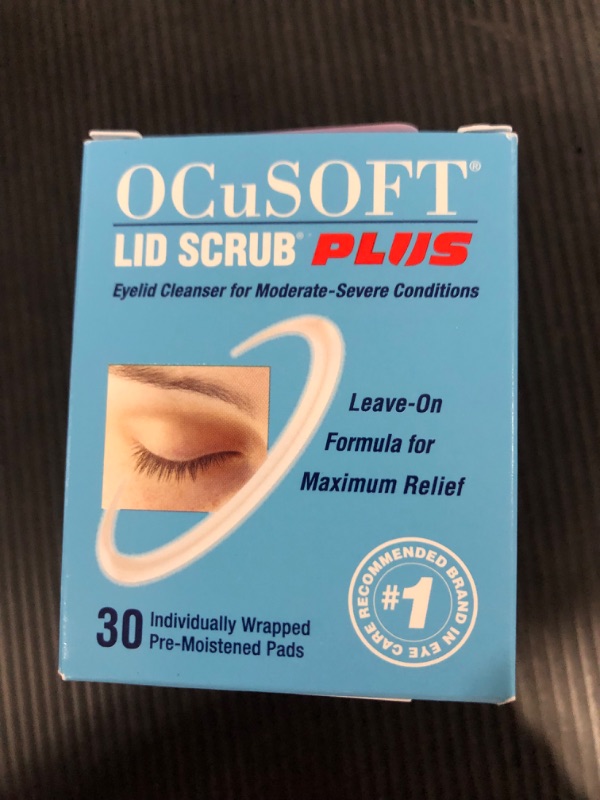 OCuSOFT®
LID SCRUB® PLUS
Eyelid Cleanser for Moderate-Severe Conditions
Leave-On
Formula for
Maximum Relief
30 Individually Wrapped
Pre-Moistened Pads
#1
RECOMMENDED BRAND IN EYE CARE